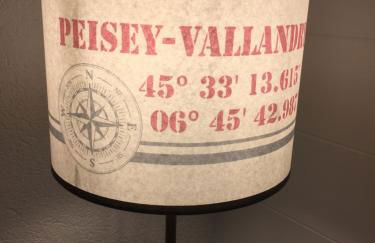 PEISEY-VALLANDR
45° 33' 13.615
06° 45' 42.987
N
E
S